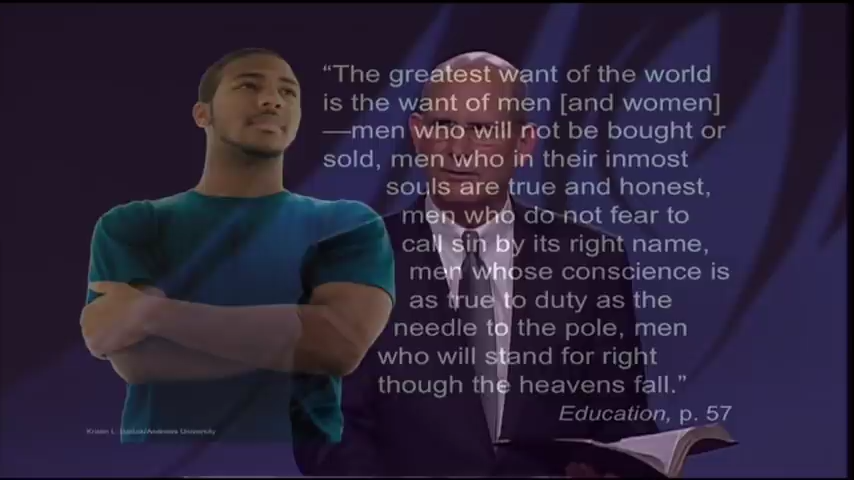 “The greatest want of the world
is the want of men [and women]
—men who will not be bought or
sold, men who in their inmost
souls are true and honest,
men who do not fear to
call sin by its right name,
men whose conscience is
as true to duty as the
needle to the pole, men
who will stand for right
though the heavens fall.”
Education, p. 57
University